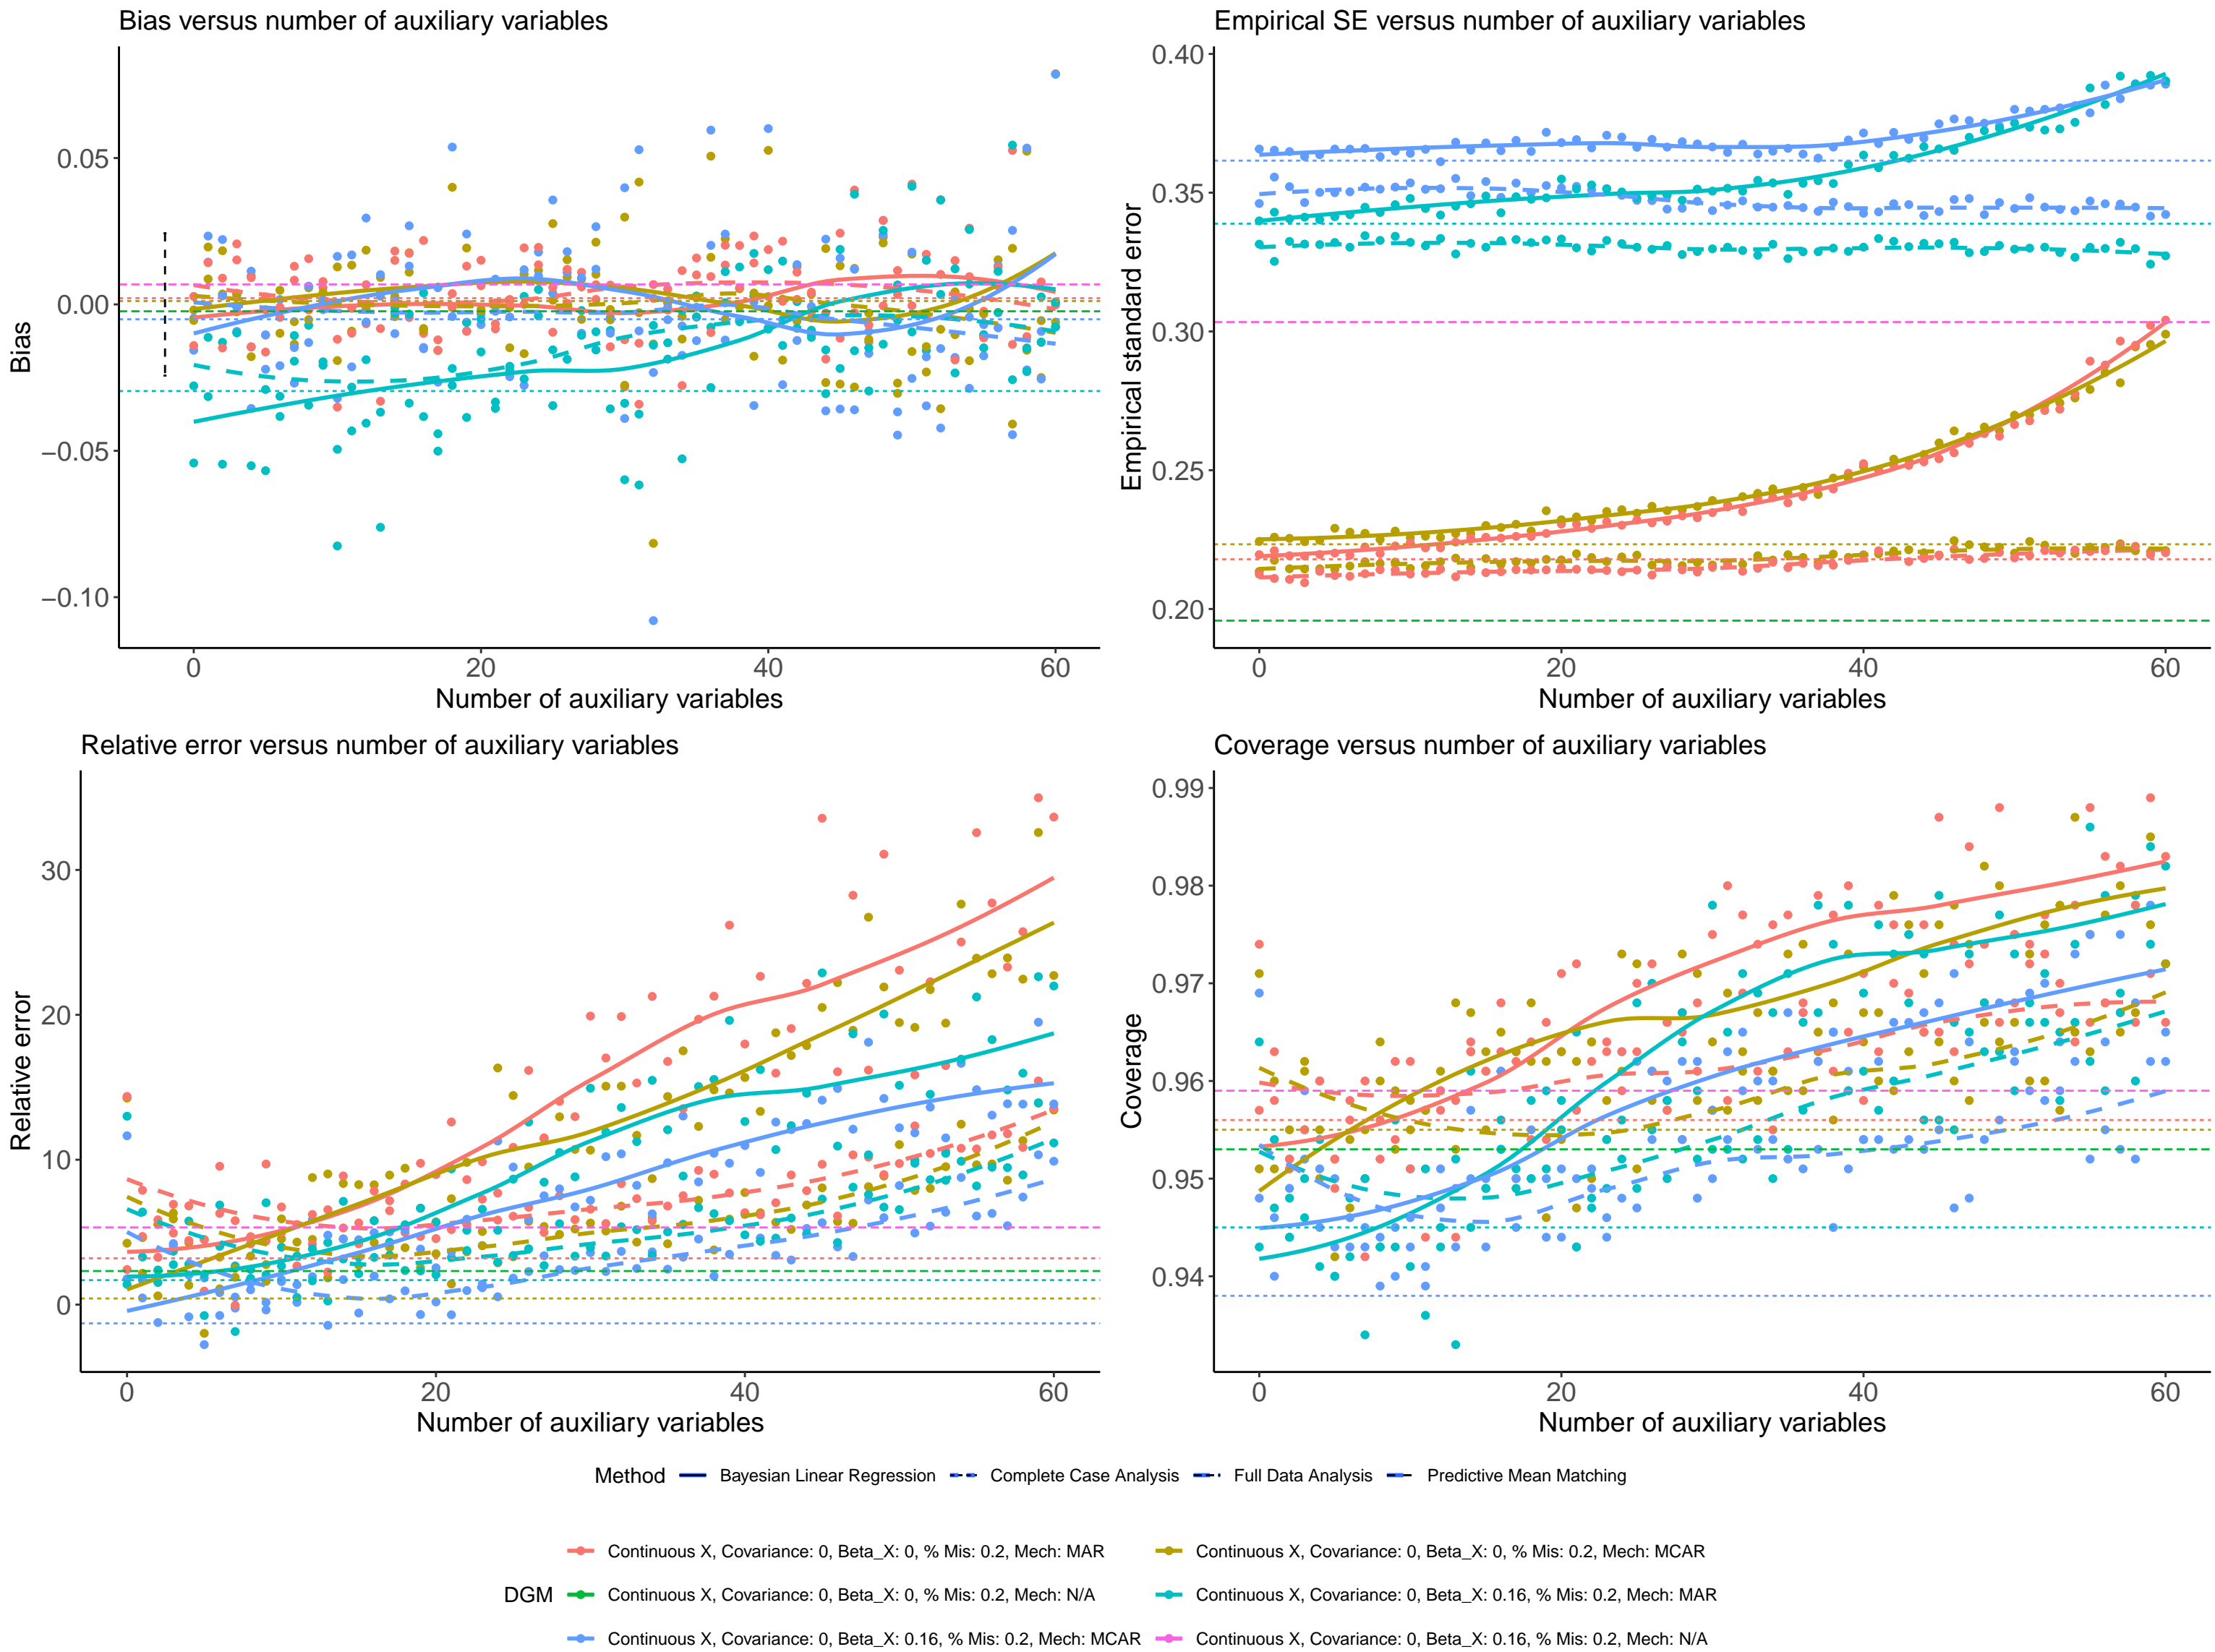 Bias versus number of auxiliary variables
Empirical SE versus number of auxiliary variables
0.05
0.00
−0.05
−0.10
Bias
0
20
40
60
Number of auxiliary variables
0.40
0.35
0.30
0.25
0.20
Empirical standard error
0
20
40
60
Number of auxiliary variables
Relative error versus number of auxiliary variables
Coverage versus number of auxiliary variables
30
20
10
0
Relative error
0
20
40
60
Number of auxiliary variables
0.99
0.98
0.97
0.96
0.95
0.94
Coverage
0
20
40
60
Number of auxiliary variables
Method Bayesian Linear Regression Complete Case Analysis Full Data Analysis Predictive Mean Matching
Continuous X, Covariance: 0, Beta_X: 0, % Mis: 0.2, Mech: MAR
Continuous X, Covariance: 0, Beta_X: 0, % Mis: 0.2, Mech: MCAR
DGM
Continuous X, Covariance: 0, Beta_X: 0, % Mis: 0.2, Mech: N/A
Continuous X, Covariance: 0, Beta_X: 0.16, % Mis: 0.2, Mech: MAR
Continuous X, Covariance: 0, Beta_X: 0.16, % Mis: 0.2, Mech: MCAR
Continuous X, Covariance: 0, Beta_X: 0.16, % Mis: 0.2, Mech: N/A